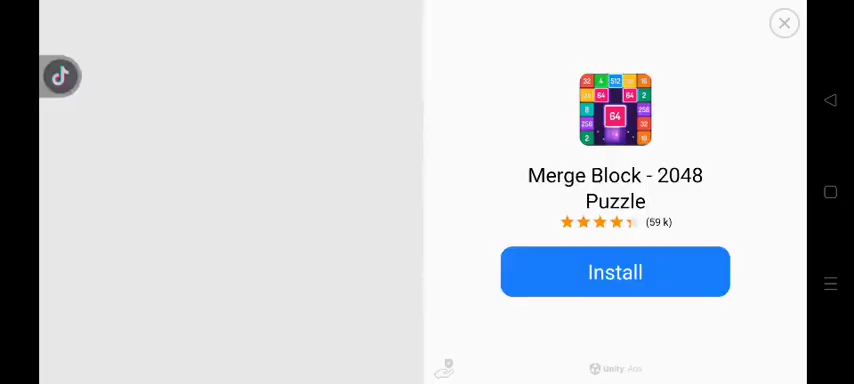 Merge Block - 2048
Puzzle
(59 k)
Install
Unity Ads